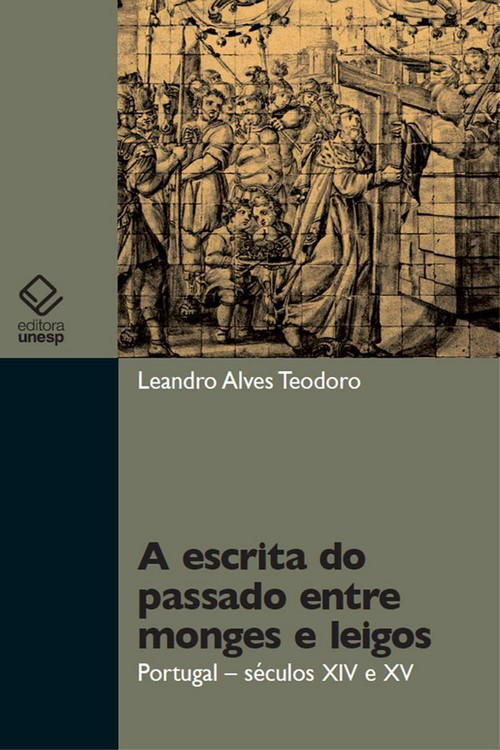 editora
unesp
Leandro Alves Teodoro
A escrita do
passado entre
monges e leigos
Portugal – séculos XIV e XV